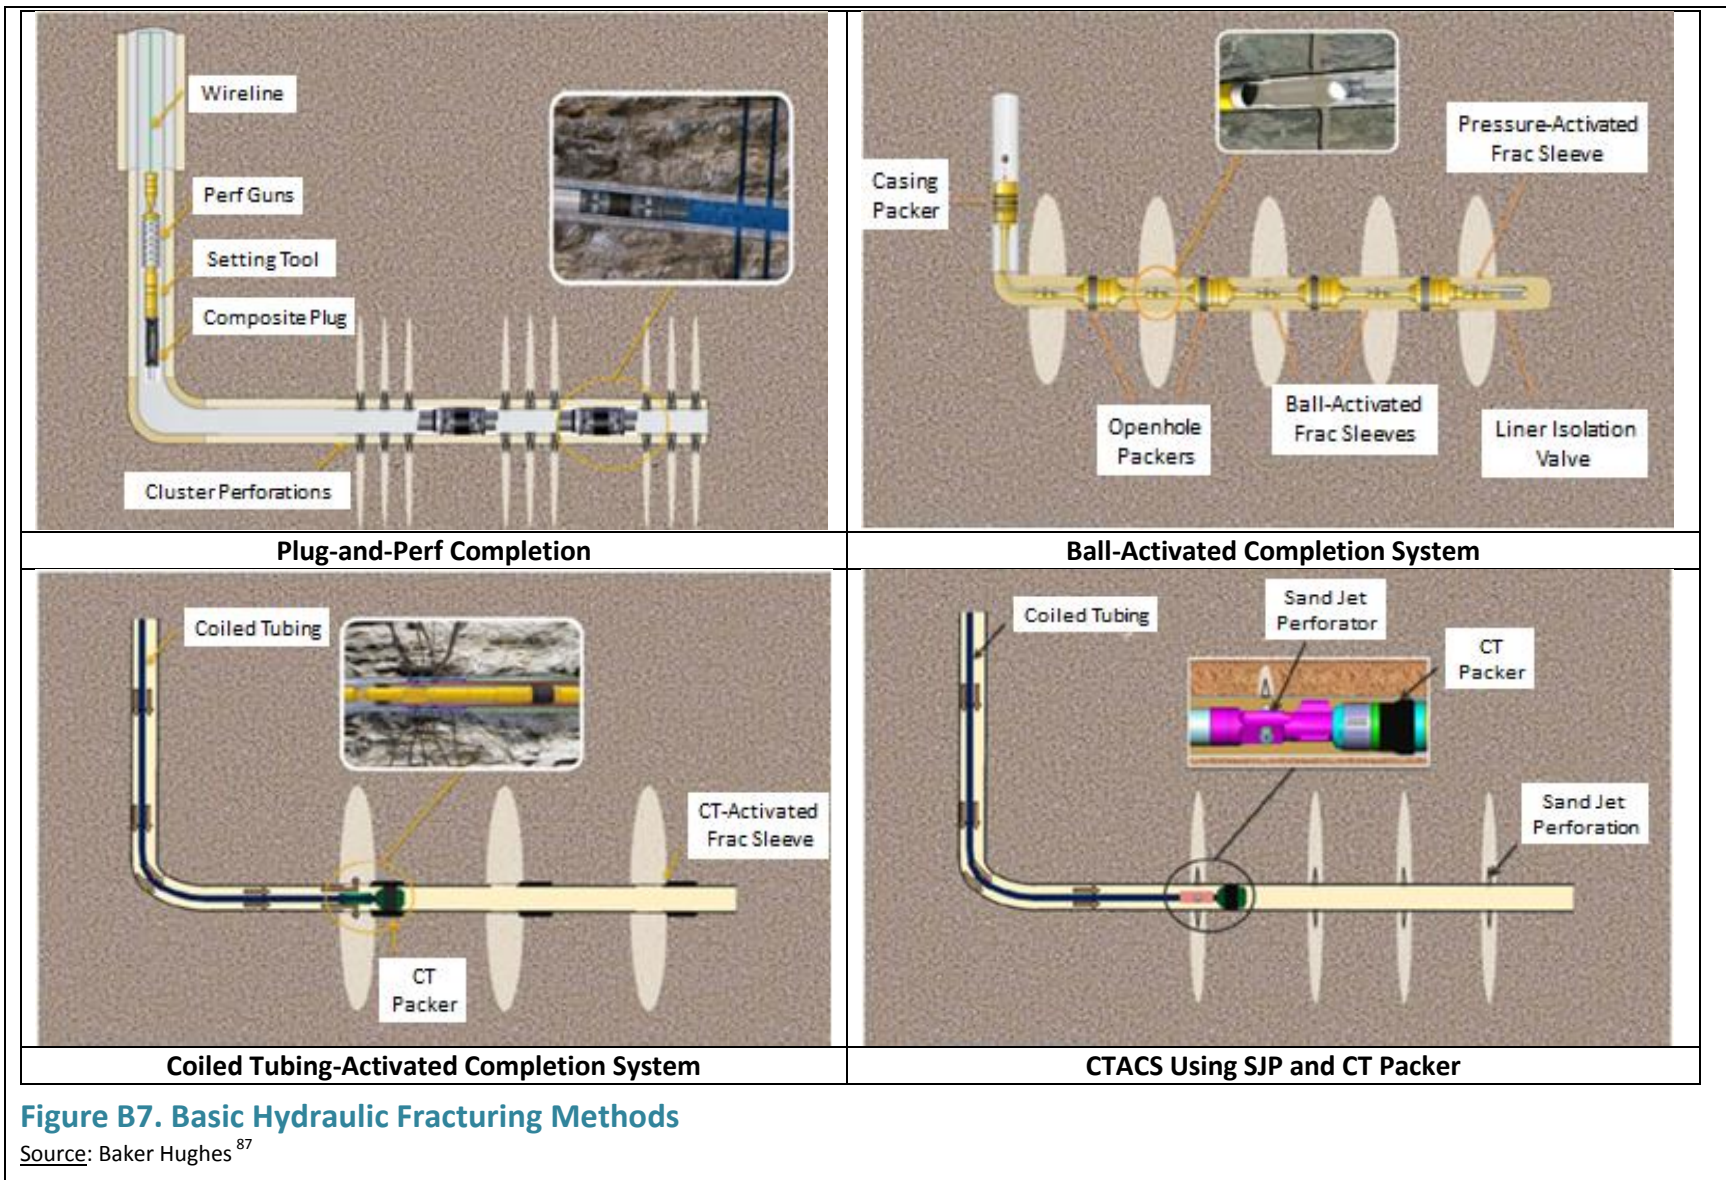 Wireline
Perf Guns
Setting Tool
Composite Plug
Cluster Perforations
Plug-and-Perf Completion
Casing
Packer
Pressure-Activated
Frac Sleeve
Openhole
Packers
Ball-Activated
Frac Sleeves
Liner Isolation
Valve
Ball-Activated Completion System
Coiled Tubing
CT-Activated
Frac Sleeve
CT
Packer
Coiled Tubing-Activated Completion System
Coiled Tubing
Sand Jet
Perforator
CT
Packer
Sand Jet
Perforation
CTACS Using SJP and CT Packer
Figure B7. Basic Hydraulic Fracturing Methods
Source: Baker Hughes 87